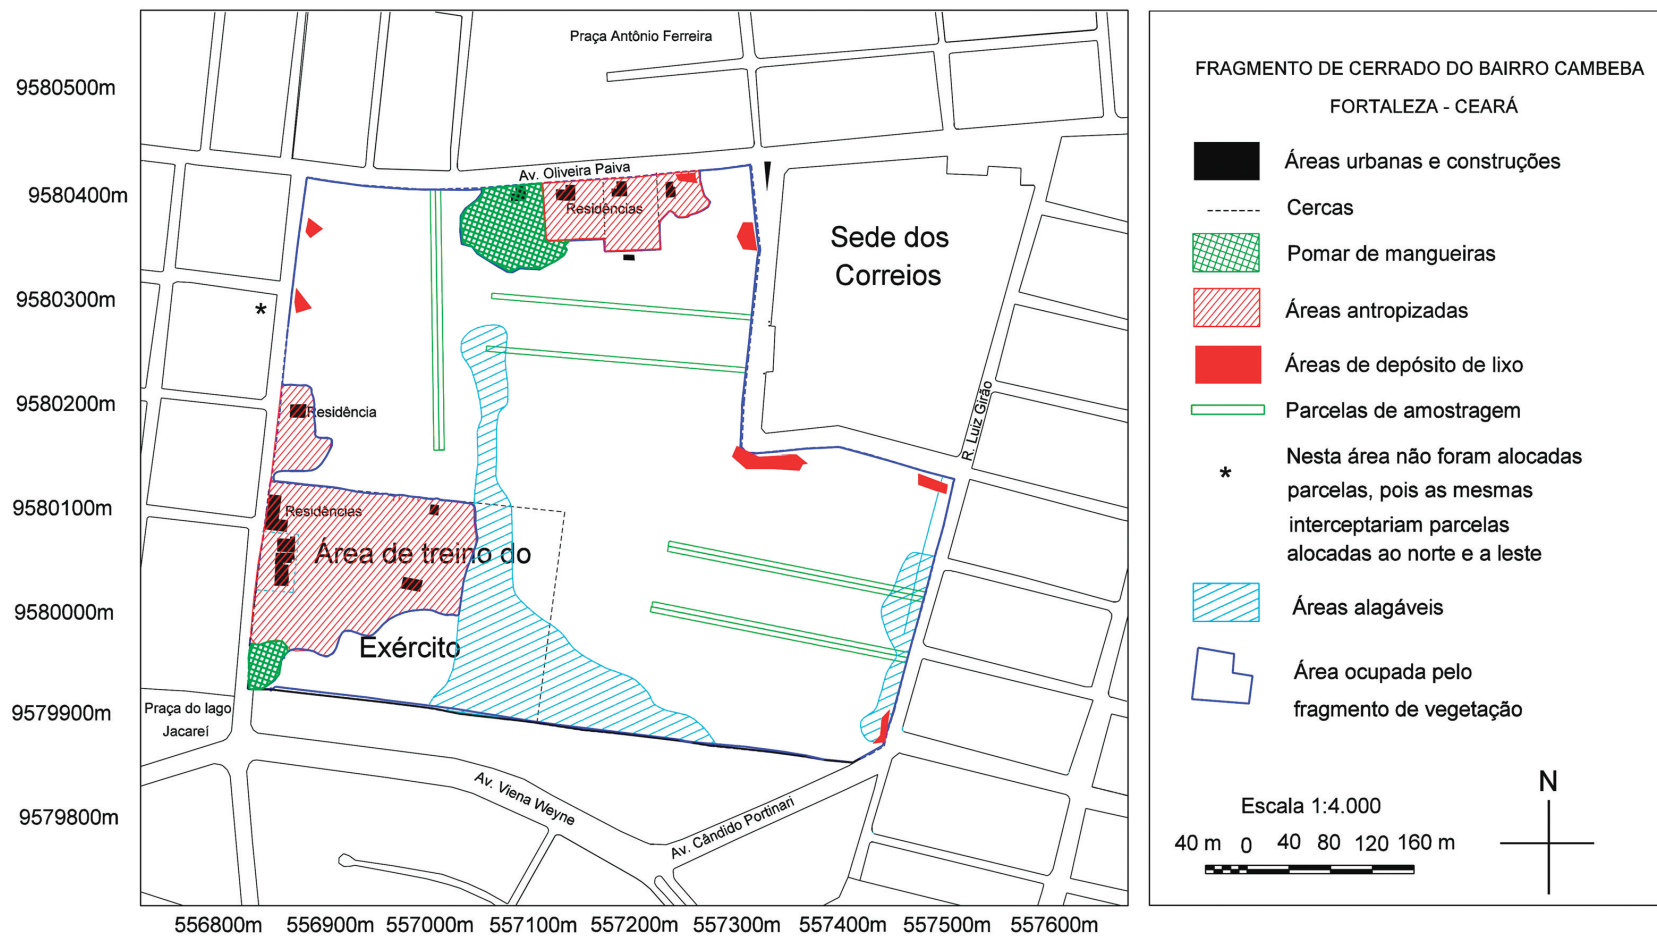 9580500m
9580400m
9580300m
9580200m
9580100m
9580000m
9579900m
9579800m
Praça Antônio Ferreira
Av. Oliveira Paiva
Residências
Sede dos
Correios
*
Residência
R. Luiz Girão
Residências
Área de treino do
Exército
Praça do lago
Jacareí
Av. Viena Weyne
Av. Cândido Portinari
556800m 556900m 557000m 557100m 557200m 557300m 557400m 557500m 557600m
FRAGMENTO DE CERRADO DO BAIRRO CAMBEBA
FORTALEZA - CEARÁ
Áreas urbanas e construções
Cercas
Pomar de mangueiras
Áreas antropizadas
Áreas de depósito de lixo
Parcelas de amostragem
Nesta área não foram alocadas
* parcelas, pois as mesmas
interceptariam parcelas
alocadas ao norte e a leste
Áreas alagáveis
Área ocupada pelo
fragmento de vegetação
Escala 1:4.000
40 m 0 40 80 120 160 m
N